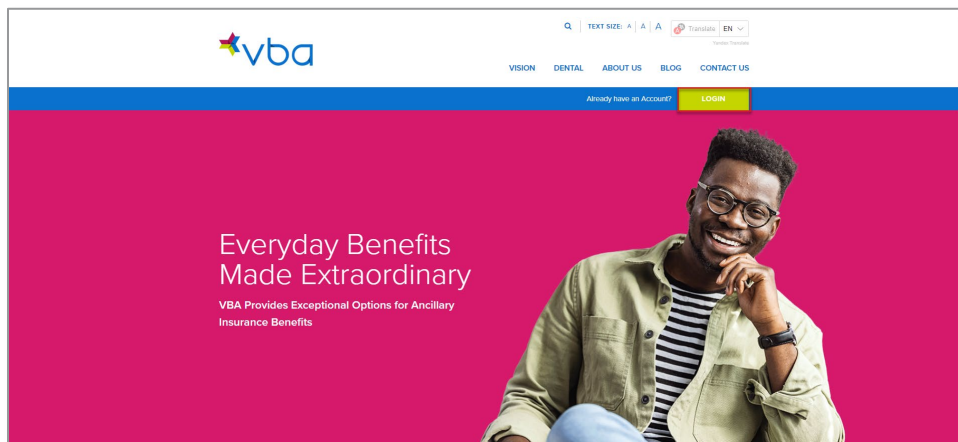 TEXT SIZE: A A A
Translate EN
vba
VISION DENTAL ABOUT US BLOG CONTACT US
Already have an Account? LOGIN
Everyday Benefits
Made Extraordinary
VBA Provides Exceptional Options for Ancillary
Insurance Benefits